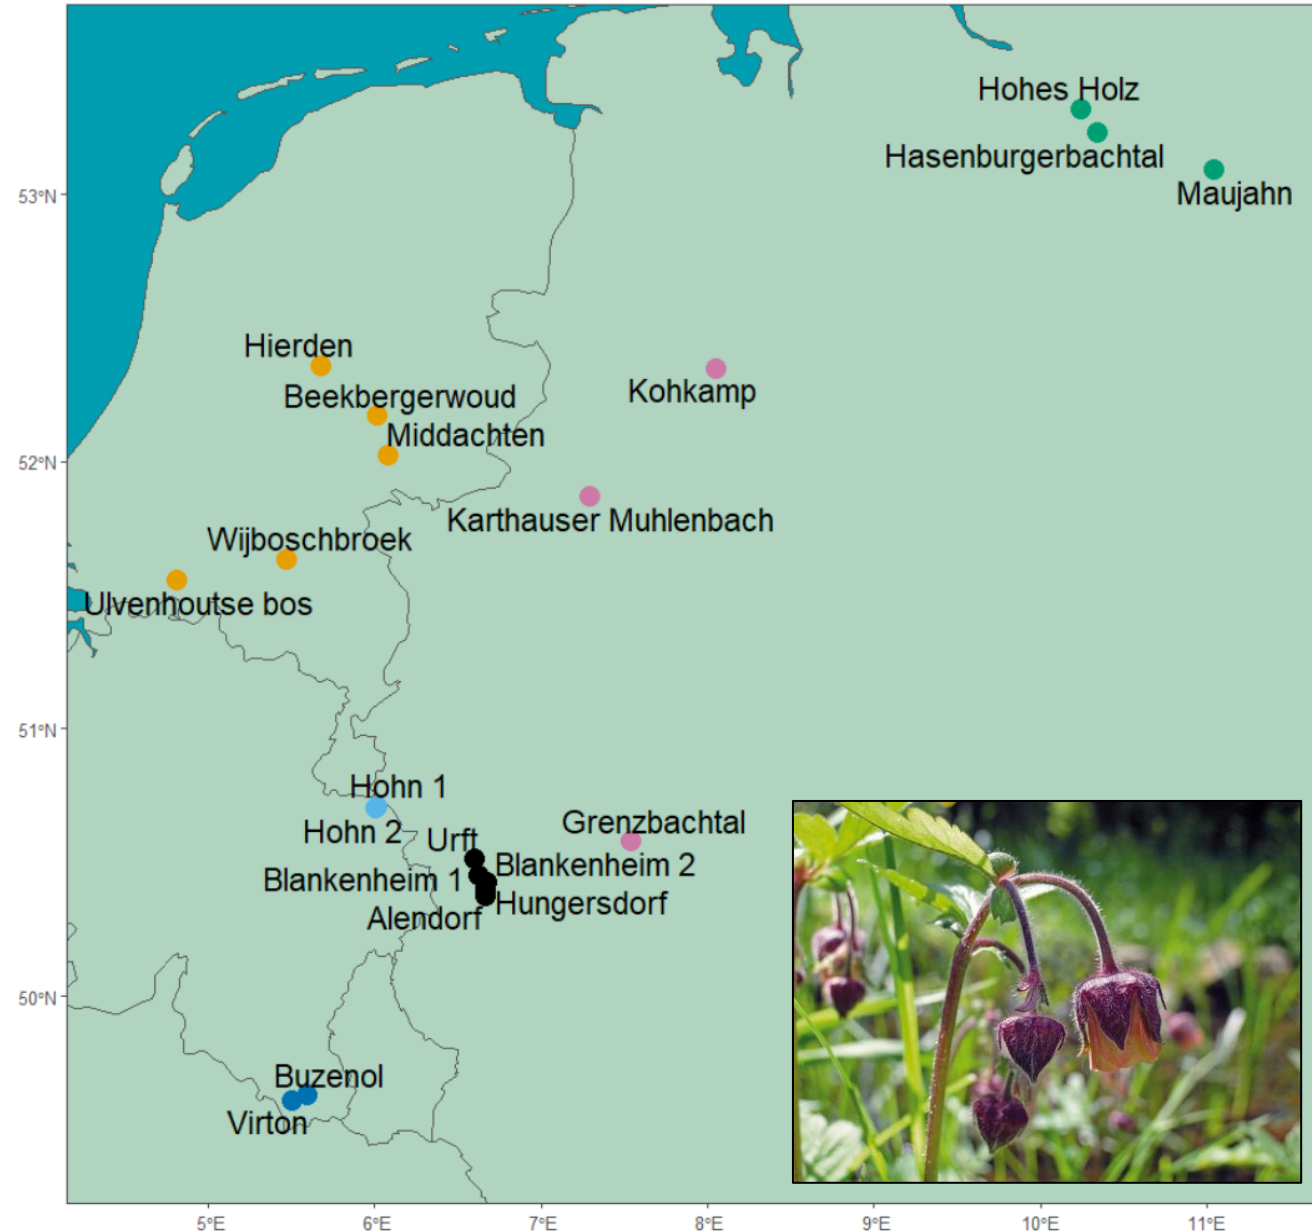 Hohes Holz
Hasenburgerbachtal
53°N
Maujahn
Hierden
Beekbergerwoud
Kohkamp
Middachten
52°N
Karthauser Muhlenbach
Wijboschbroek
Ulvenhoutse bos
51°N
Hohn 1
Hohn 2
Grenzbachtal
Urft
Blankenheim 2
Blankenheim 1
Hungersdorf
Alendorf
50°N
Buzenol
Virton
5°E
6°E
7°E
8°E
9°E
10°E
11°E